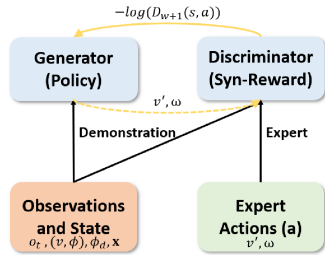 −log(D_{w+1}(s, a))
Generator
(Policy)
Discriminator
(Syn-Reward)
v′, ω
Demonstration
Expert
Observations
and State
o_t, (v, ϕ), ϕ_d, x
Expert
Actions (a)
v′, ω